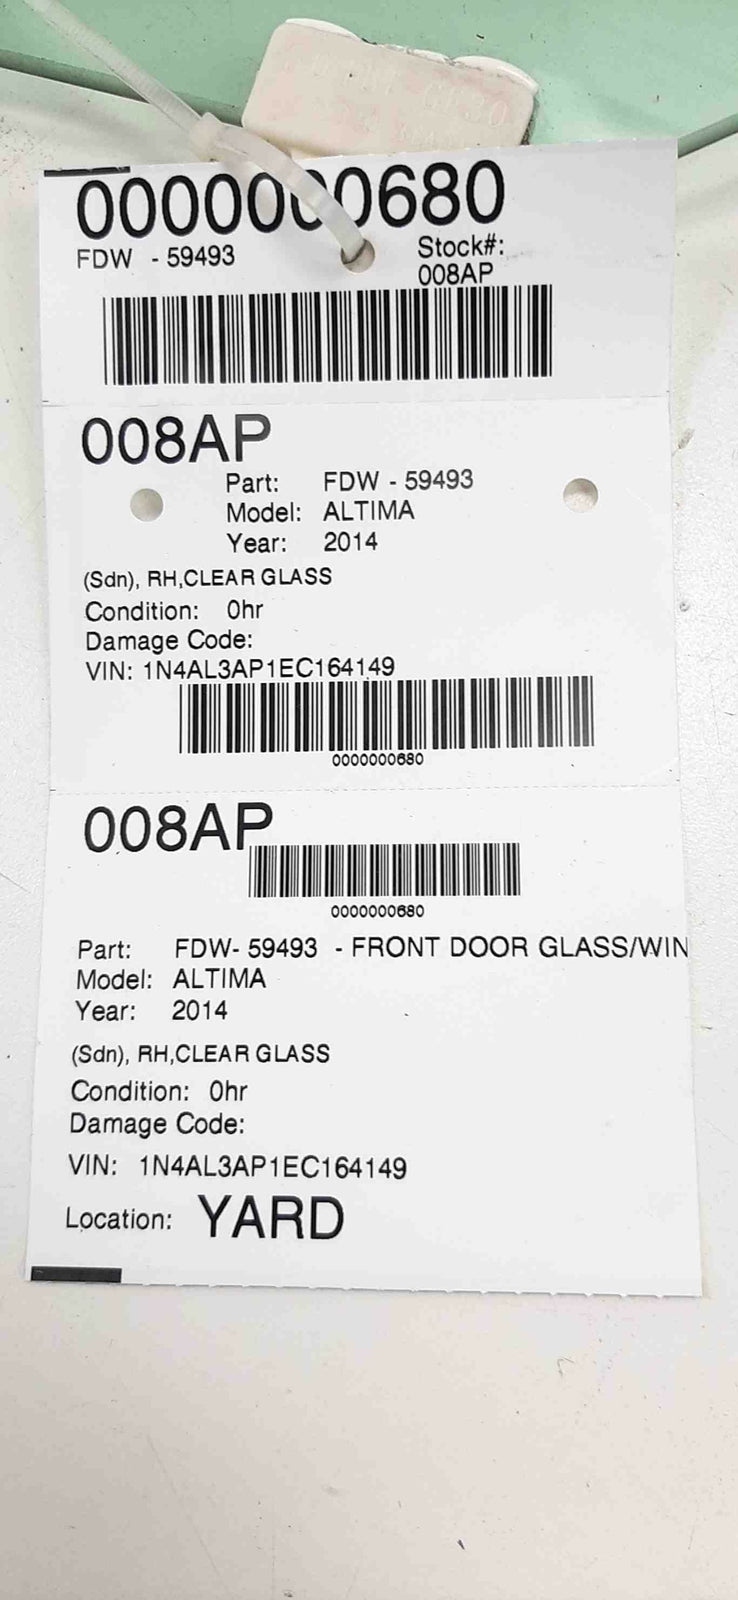 0000000680
FDW - 59493
Stock#:
008AP
008AP
Part: FDW - 59493
Model: ALTIMA
Year: 2014
(Sdn), RH,CLEAR GLASS
Condition: 0hr
Damage Code:
VIN: 1N4AL3AP1EC164149
0000000680
008AP
0000000680
Part: FDW- 59493 - FRONT DOOR GLASS/WIN
Model: ALTIMA
Year: 2014
(Sdn), RH,CLEAR GLASS
Condition: 0hr
Damage Code:
VIN: 1N4AL3AP1EC164149
Location: YARD